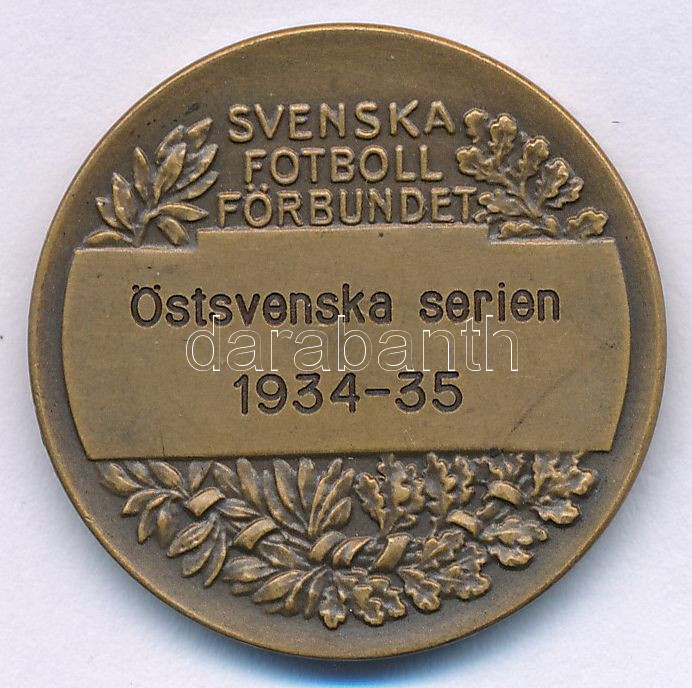 SVENSKA
FOTBOLL
FÖRBUNDET
Östsvenska serien
darabanth
1934-35